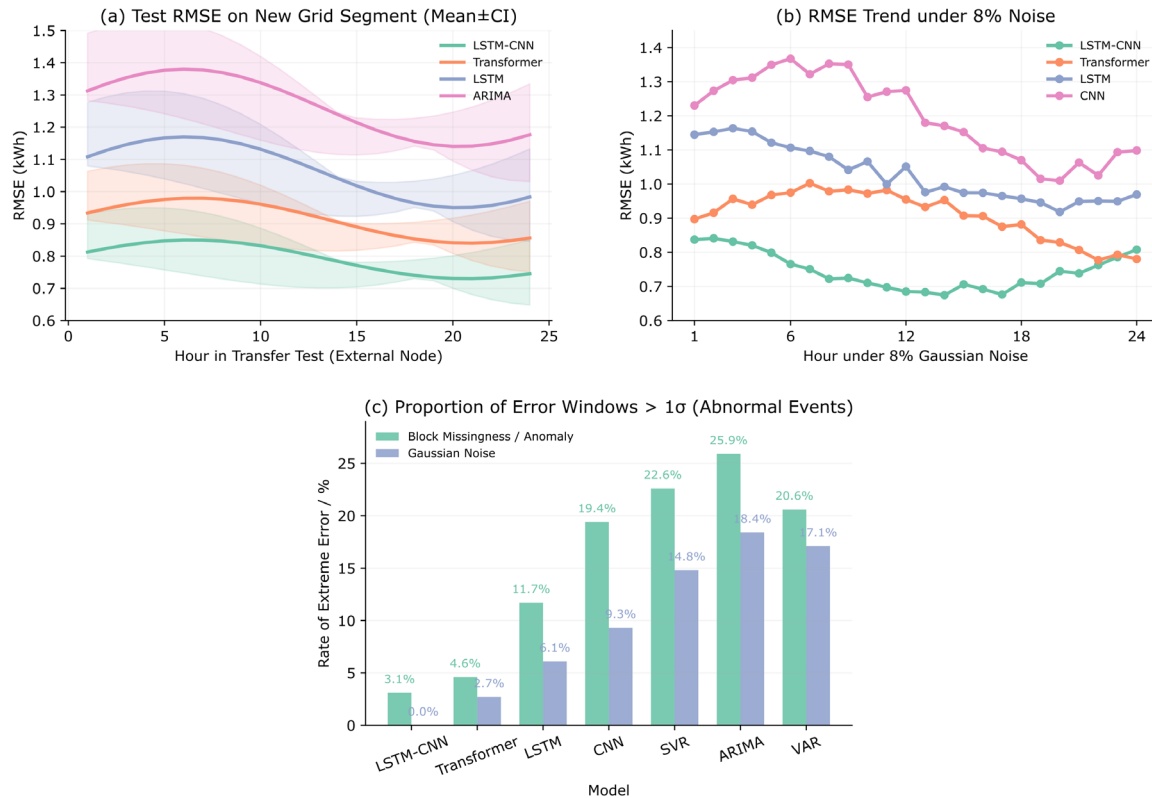 (a) Test RMSE on New Grid Segment (Mean±CI)
RMSE (kWh)
1.5
1.4
1.3
1.2
1.1
1.0
0.9
0.8
0.7
0.6
LSTM-CNN
Transformer
LSTM
ARIMA
0 5 10 15 20 25
Hour in Transfer Test (External Node)
(b) RMSE Trend under 8% Noise
RMSE (kWh)
1.4
1.3
1.2
1.1
1.0
0.9
0.8
0.7
0.6
LSTM-CNN
Transformer
LSTM
CNN
1 6 12 18 24
Hour under 8% Gaussian Noise
(c) Proportion of Error Windows > 1σ (Abnormal Events)
Rate of Extreme Error / %
25
20
15
10
5
0
Block Missingness / Anomaly
Gaussian Noise
3.1% 4.6% 11.7% 19.4% 22.6% 25.9% 20.6%
0.0% 2.7% 6.1% 9.3% 14.8% 18.4% 17.1%
LSTM-CNN Transformer LSTM CNN SVR ARIMA VAR
Model